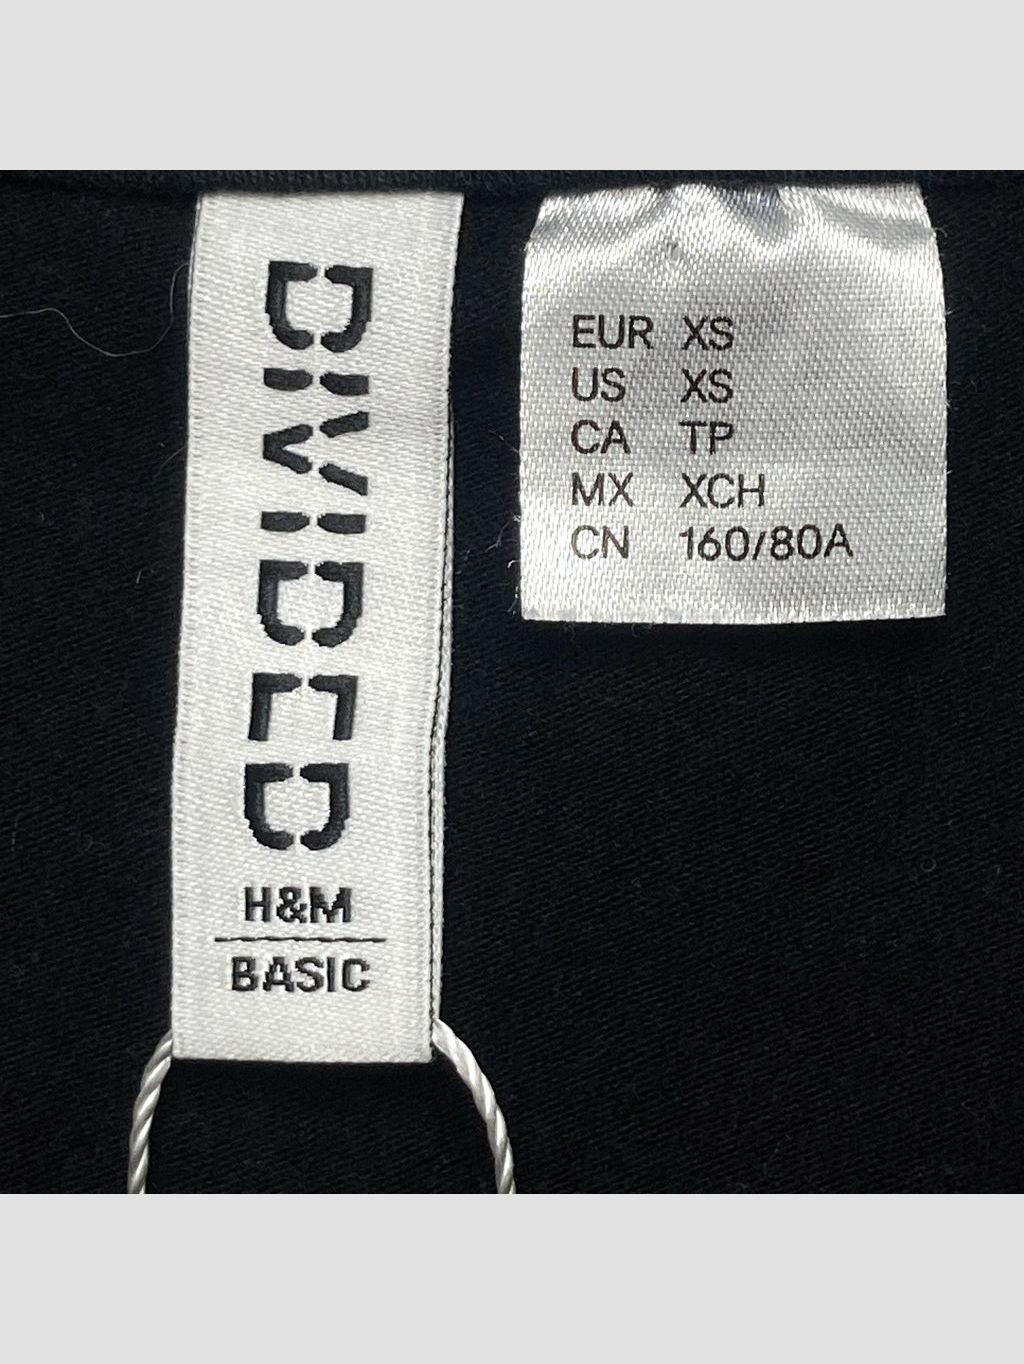 DIVIDED
H&M
BASIC
EUR XS
US XS
CA TP
MX XCH
CN 160/80A